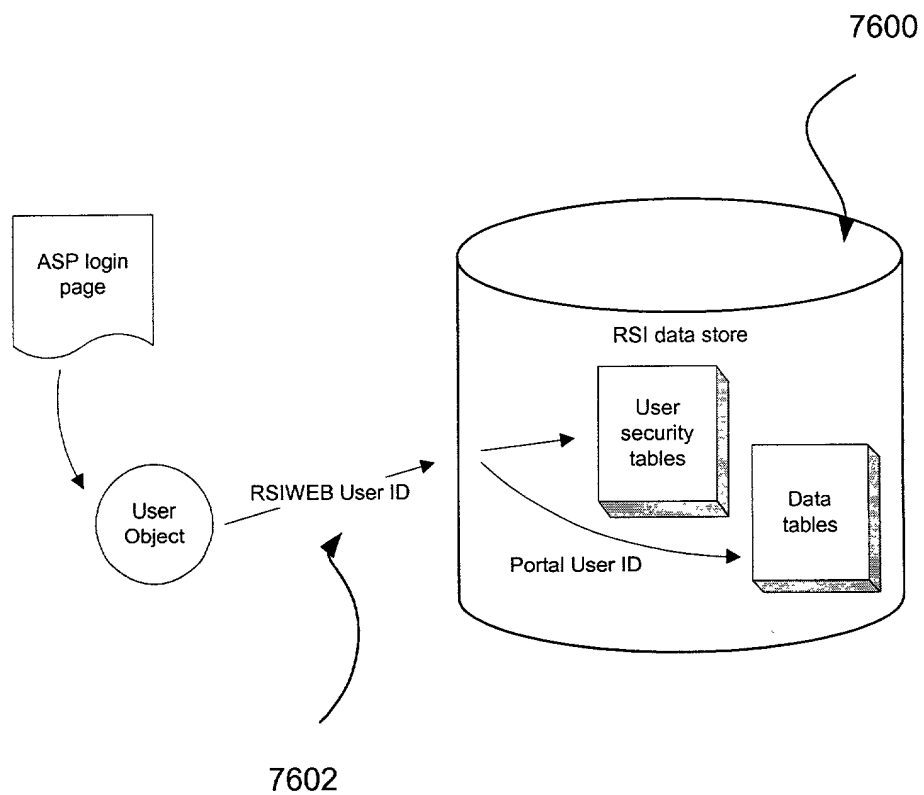 7600
ASP login
page
RSI data store
User
security
tables
RSIWEB User ID
User
Object
Data
tables
Portal User ID
7602